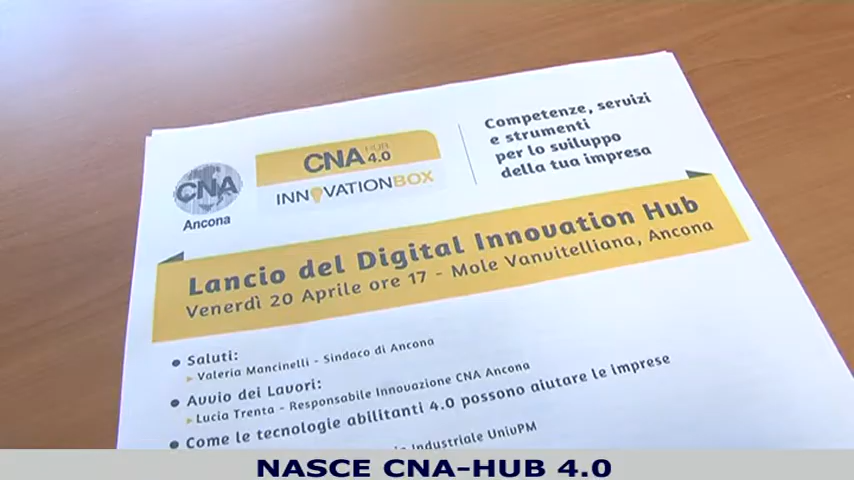 CNA
Ancona
CNA HUB 4.0
INNOVATIONBOX
Competenze, servizi
e strumenti
per lo sviluppo
della tua impresa
Lancio del Digital Innovation Hub
Venerdì 20 Aprile ore 17 - Mole Vanvitelliana, Ancona
• Saluti:
Valeria Mancinelli - Sindaco di Ancona
• Avvio dei Lavori:
Lucia Trenta - Responsabile Innovazione CNA Ancona
• Come le tecnologie abilitanti 4.0 possono aiutare le imprese
Industriale UnivPM
NASCE CNA-HUB 4.0